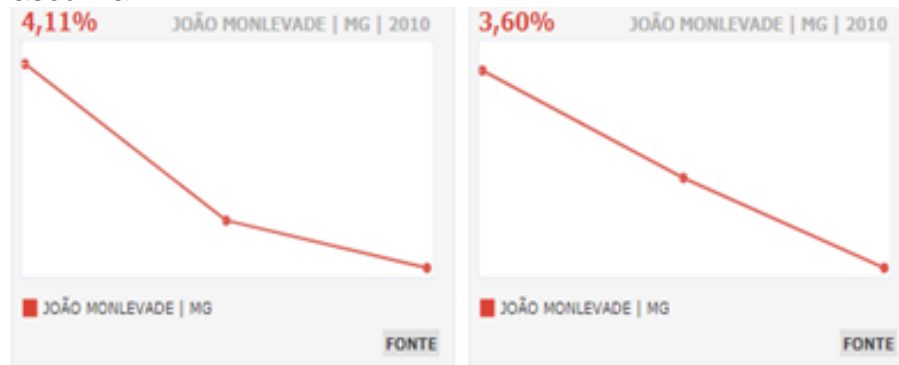 4,11% JOÃO MONLEVADE | MG | 2010
JOÃO MONLEVADE | MG
FONTE
3,60% JOÃO MONLEVADE | MG | 2010
JOÃO MONLEVADE | MG
FONTE